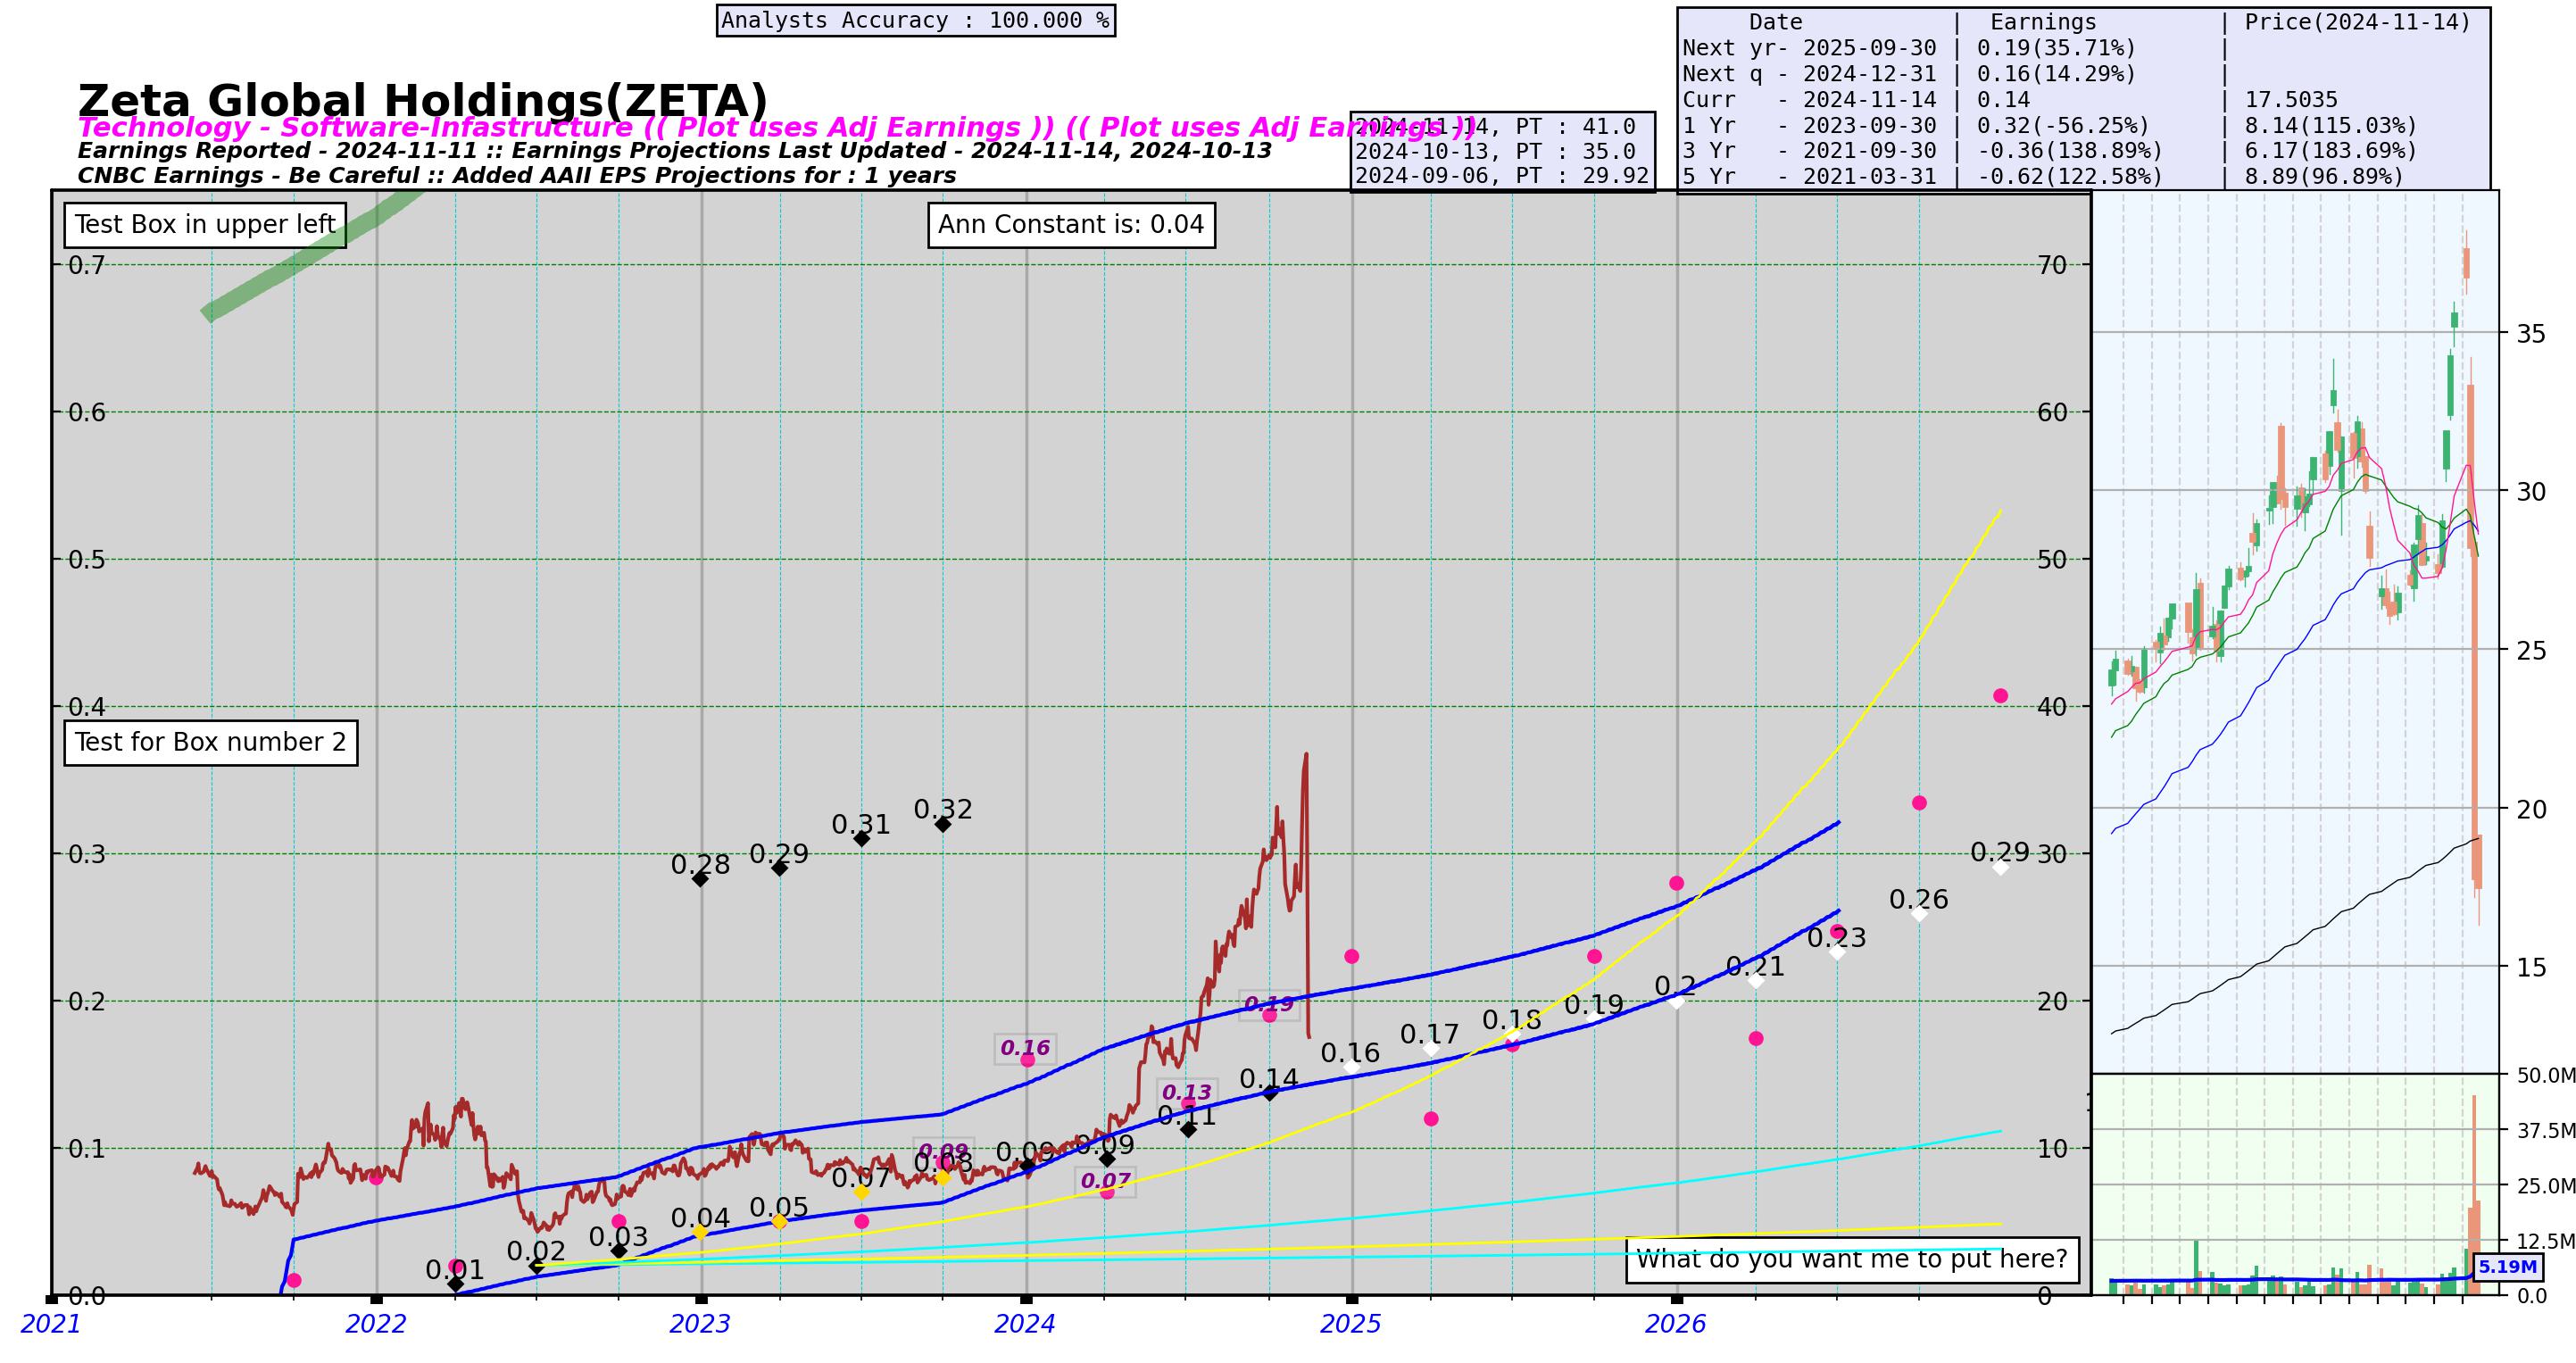 Analysts Accuracy : 100.000 %
Date | Earnings | Price(2024-11-14)
Next yr- 2025-09-30 | 0.19(35.71%) |
Next q - 2024-12-31 | 0.16(14.29%) |
Curr - 2024-11-14 | 0.14 | 17.5035
1 Yr - 2023-09-30 | 0.32(-56.25%) | 8.14(115.03%)
3 Yr - 2021-09-30 | -0.36(138.89%) | 6.17(183.69%)
5 Yr - 2021-03-31 | -0.62(122.58%) | 8.89(96.89%)
Zeta Global Holdings(ZETA)
Technology - Software-Infastructure (( Plot uses Adj Earnings )) (( Plot uses Adj Earnings ))
Earnings Reported - 2024-11-11 :: Earnings Projections Last Updated - 2024-11-14, 2024-10-13
CNBC Earnings - Be Careful :: Added AAII EPS Projections for : 1 years
2024-11-14, PT : 41.0
2024-10-13, PT : 35.0
2024-09-06, PT : 29.92
Test Box in upper left
Ann Constant is: 0.04
0.7
0.6
0.5
0.4
Test for Box number 2
0.3
0.2
0.1
0.0
0.01
0.02
0.03
0.04
0.05
0.07
0.08
0.09
0.28
0.29
0.31
0.32
0.16
0.09
0.09
0.07
0.13
0.11
0.19
0.14
0.16
0.17
0.18
0.19
0.2
0.21
0.23
0.26
0.29
What do you want me to put here?
70
60
50
40
30
20
10
0
2021
2022
2023
2024
2025
2026
35
30
25
20
15
50.0M
37.5M
25.0M
12.5M
5.19M
0.0